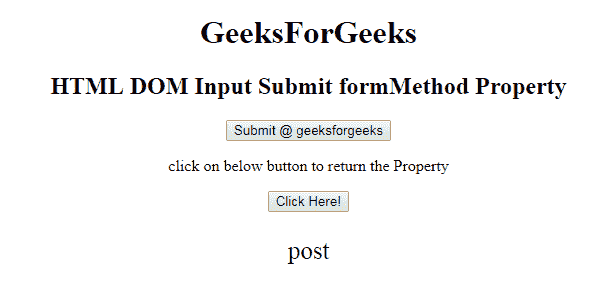 GeeksForGeeks
HTML DOM Input Submit formMethod Property
Submit @ geeksforgeeks
click on below button to return the Property
Click Here!
post